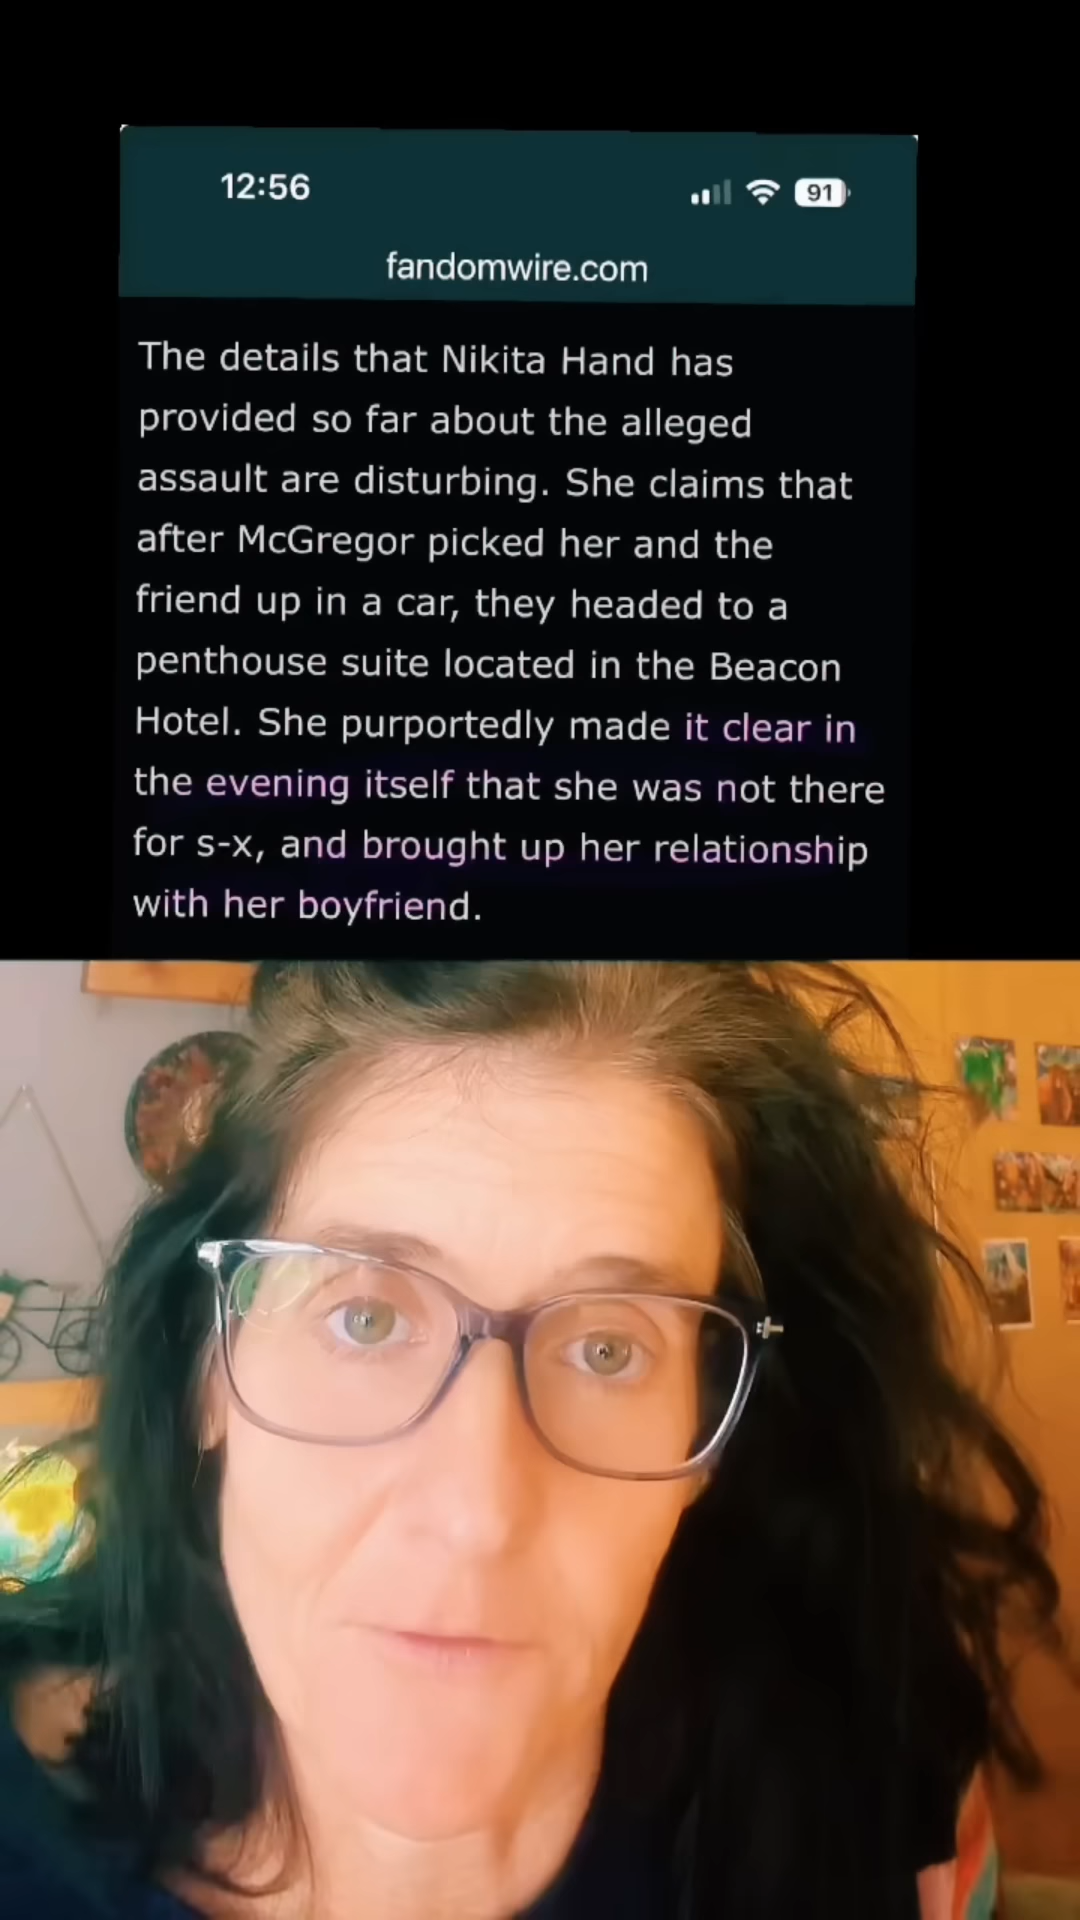 12:56
91
fandomwire.com
The details that Nikita Hand has
provided so far about the alleged
assault are disturbing. She claims that
after McGregor picked her and the
friend up in a car, they headed to a
penthouse suite located in the Beacon
Hotel. She purportedly made it clear in
the evening itself that she was not there
for s-x, and brought up her relationship
with her boyfriend.